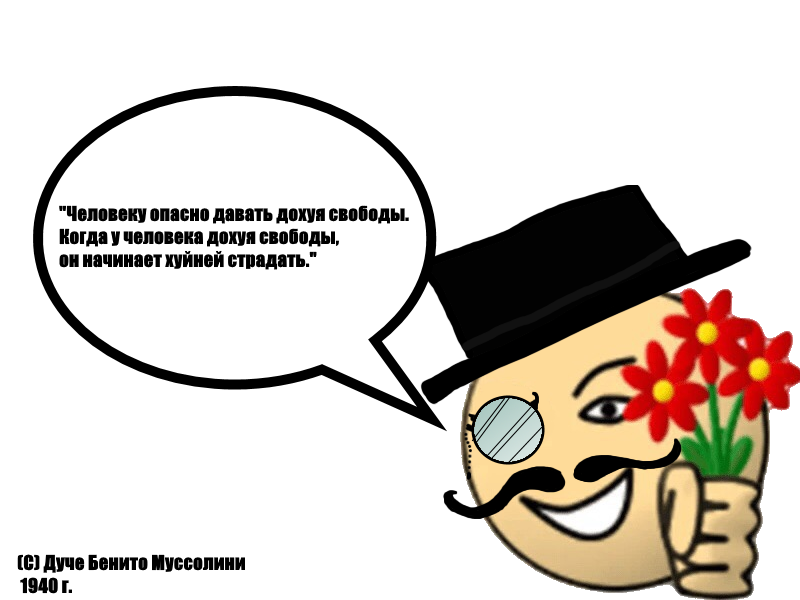 "Человеку опасно давать дохуя свободы.
Когда у человека дохуя свободы,
он начинает хуйней страдать."
(C) Дуче Бенито Муссолини
1940 г.